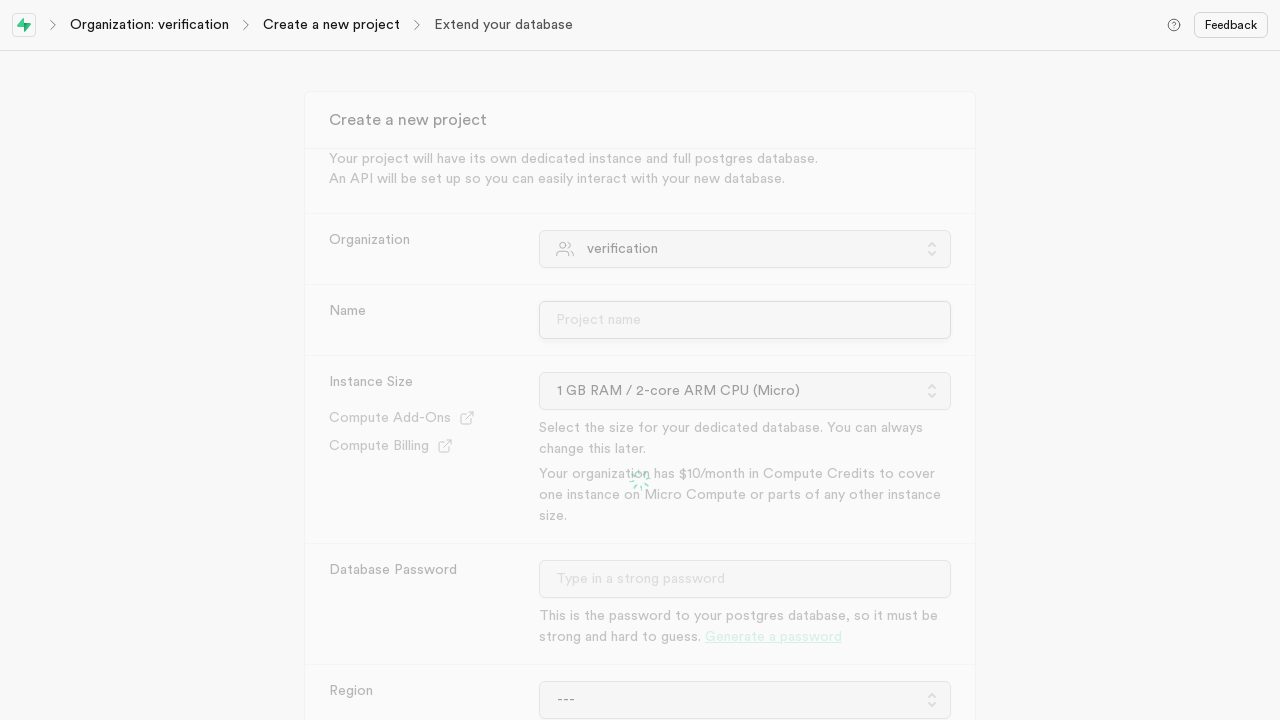 Organization: verification
Create a new project
Extend your database
Feedback
Create a new project
Your project will have its own dedicated instance and full postgres database.
An API will be set up so you can easily interact with your new database.
Organization
verification
Name
Project name
Instance Size
1 GB RAM / 2-core ARM CPU (Micro)
Compute Add-Ons
Compute Billing
Select the size for your dedicated database. You can always
change this later.
Your organization has $10/month in Compute Credits to cover
one instance on Micro Compute or parts of any other instance
size.
Database Password
Type in a strong password
This is the password to your postgres database, so it must be
strong and hard to guess. Generate a password
Region
---